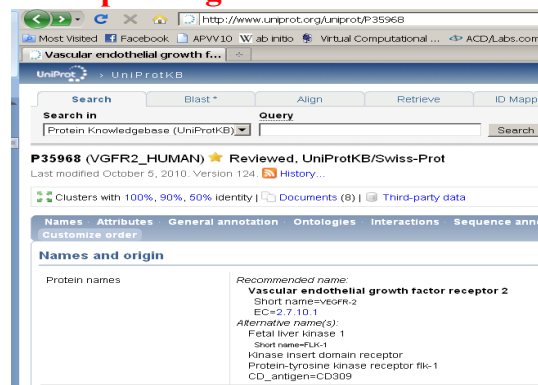 http://www.uniprot.org/uniprot/P35968
Most Visited Facebook APVV10 W ab initio Virtual Computational ... ACD/Labs.com
Vascular endothelial growth f...
UniProt > UniProtKB
Search Blast * Align Retrieve ID Mapp
Search in Query
Protein Knowledgebase (UniProtKB) Search
P35968 (VGFR2_HUMAN) Reviewed, UniProtKB/Swiss-Prot
Last modified October 5, 2010. Version 124. History...
Clusters with 100%, 90%, 50% identity | Documents (8) | Third-party data
Names · Attributes · General annotation · Ontologies · Interactions · Sequence anno
Customize order
Names and origin
Protein names Recommended name:
Vascular endothelial growth factor receptor 2
Short name=VEGFR-2
EC=2.7.10.1
Alternative name(s):
Fetal liver kinase 1
Short name=FLK-1
Kinase insert domain receptor
Protein-tyrosine kinase receptor flk-1
CD_antigen=CD309